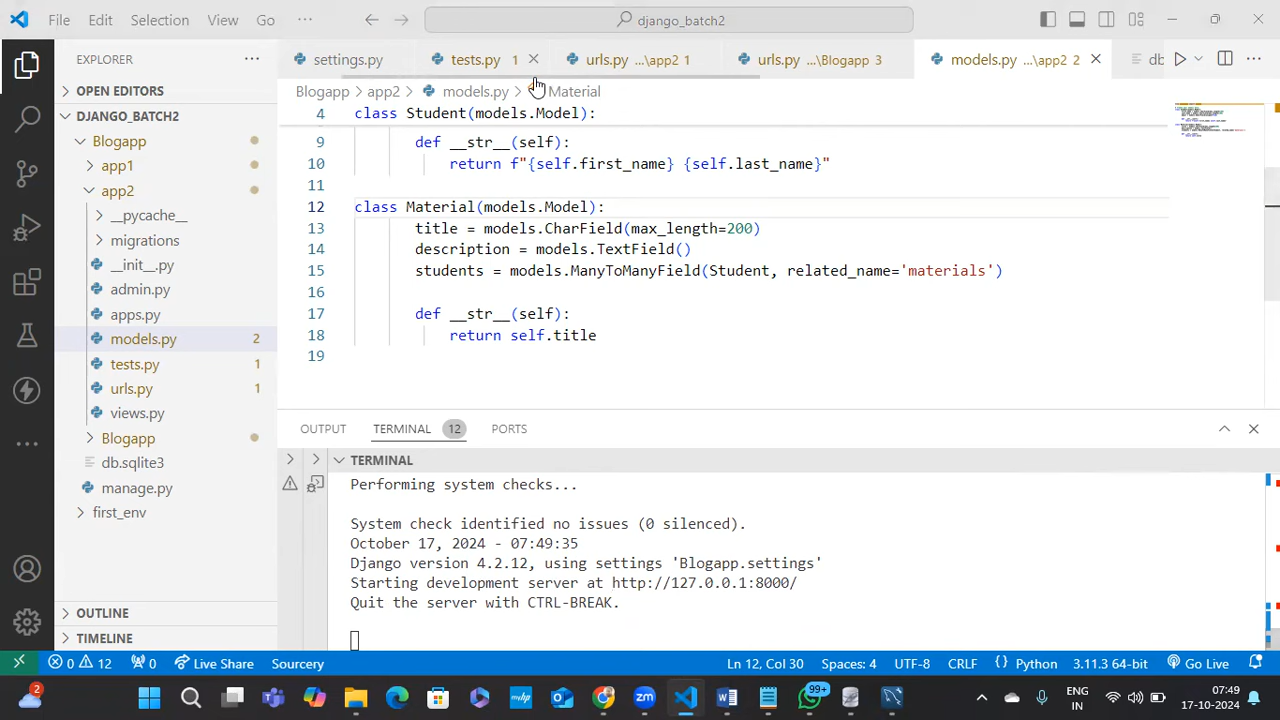 File Edit Selection View Go ··· django_batch2
EXPLORER
OPEN EDITORS
DJANGO_BATCH2
Blogapp
app1
app2
__pycache__
migrations
__init__.py
admin.py
apps.py
models.py 2
tests.py 1
urls.py 1
views.py
Blogapp
db.sqlite3
manage.py
first_env
OUTLINE
TIMELINE
settings.py tests.py 1 urls.py ...\app2 1 urls.py ...\Blogapp 3 models.py ...\app2 2 db
Blogapp > app2 > models.py > Material
4 class Student(models.Model):
9 def __str__(self):
10 return f"{self.first_name} {self.last_name}"
11
12 class Material(models.Model):
13 title = models.CharField(max_length=200)
14 description = models.TextField()
15 students = models.ManyToManyField(Student, related_name='materials')
16
17 def __str__(self):
18 return self.title
19
OUTPUT TERMINAL 12 PORTS
TERMINAL
Performing system checks...
System check identified no issues (0 silenced).
October 17, 2024 - 07:49:35
Django version 4.2.12, using settings 'Blogapp.settings'
Starting development server at http://127.0.0.1:8000/
Quit the server with CTRL-BREAK.
0 12 0 Live Share Sourcery Ln 12, Col 30 Spaces: 4 UTF-8 CRLF Python 3.11.3 64-bit Go Live
2 99+ ENG 07:49
IN 17-10-2024